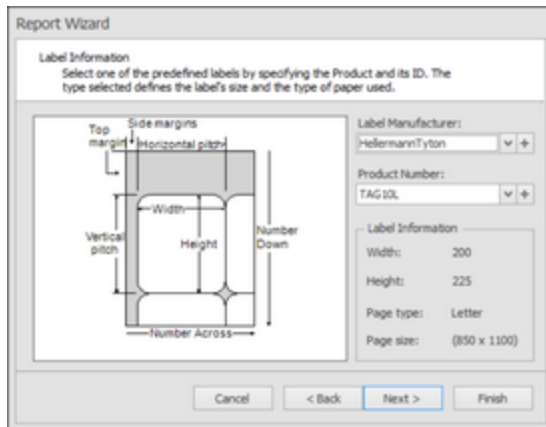 Report Wizard
Label Information
Select one of the predefined labels by specifying the Product and its ID. The
type selected defines the label's size and the type of paper used.
Side margins
Top
margin
Horizontal pitch
Width
Vertical
pitch
Height
Number
Down
Number Across
Label Manufacturer:
HellermannTyton
Product Number:
TAG10L
Label Information
Width: 200
Height: 225
Page type: Letter
Page size: (850 x 1100)
Cancel
< Back
Next >
Finish